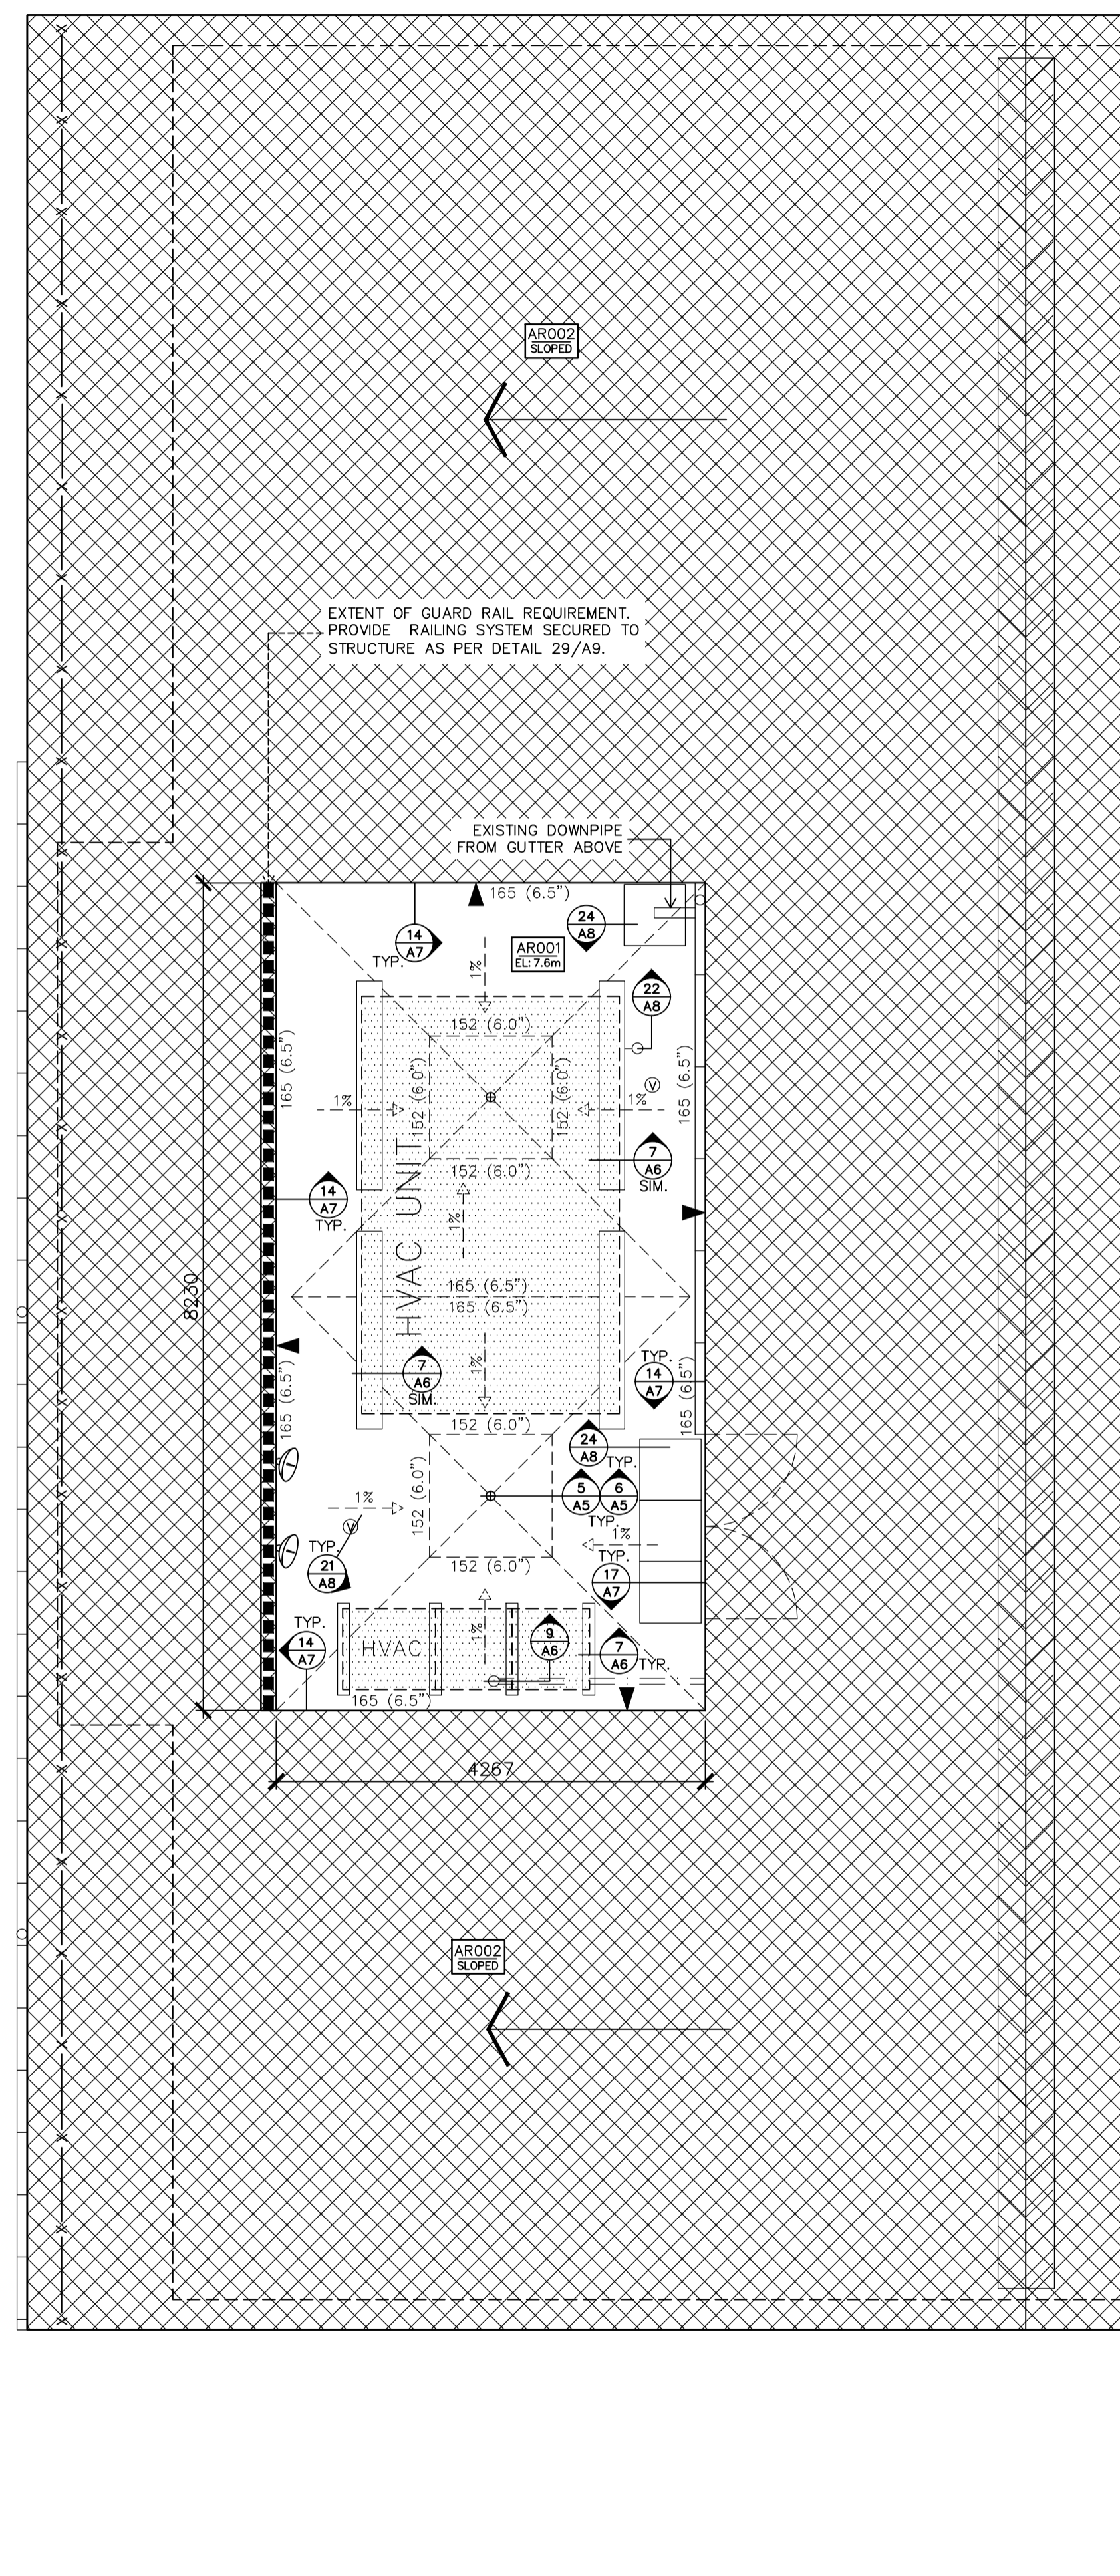 AR002
SLOPED
EXTENT OF GUARD RAIL REQUIREMENT.
PROVIDE RAILING SYSTEM SECURED TO
STRUCTURE AS PER DETAIL 29/A9.
EXISTING DOWNPIPE
FROM GUTTER ABOVE
165 (6.5")
24
A8
14
A7
TYP.
AR001
EL: 7.6m
1%
22
A8
152 (6.0")
165 (6.5")
152 (6.0")
152 (6.0")
165 (6.5")
V
1%
1%
7
A6
SIM.
152 (6.0")
14
A7
TYP.
1%
HVAC UNIT
8230
165 (6.5")
165 (6.5")
1%
7
A6
SIM.
TYP.
14
A7
165 (6.5")
165 (6.5")
152 (6.0")
24
A8
TYP.
152 (6.0")
1%
5
A5
6
A5
TYP.
V
1%
TYP.
21
A8
TYP.
17
A7
152 (6.0")
TYP.
14
A7
1%
HVAC
9
A6
7
A6
TYP.
165 (6.5")
4267
AR002
SLOPED